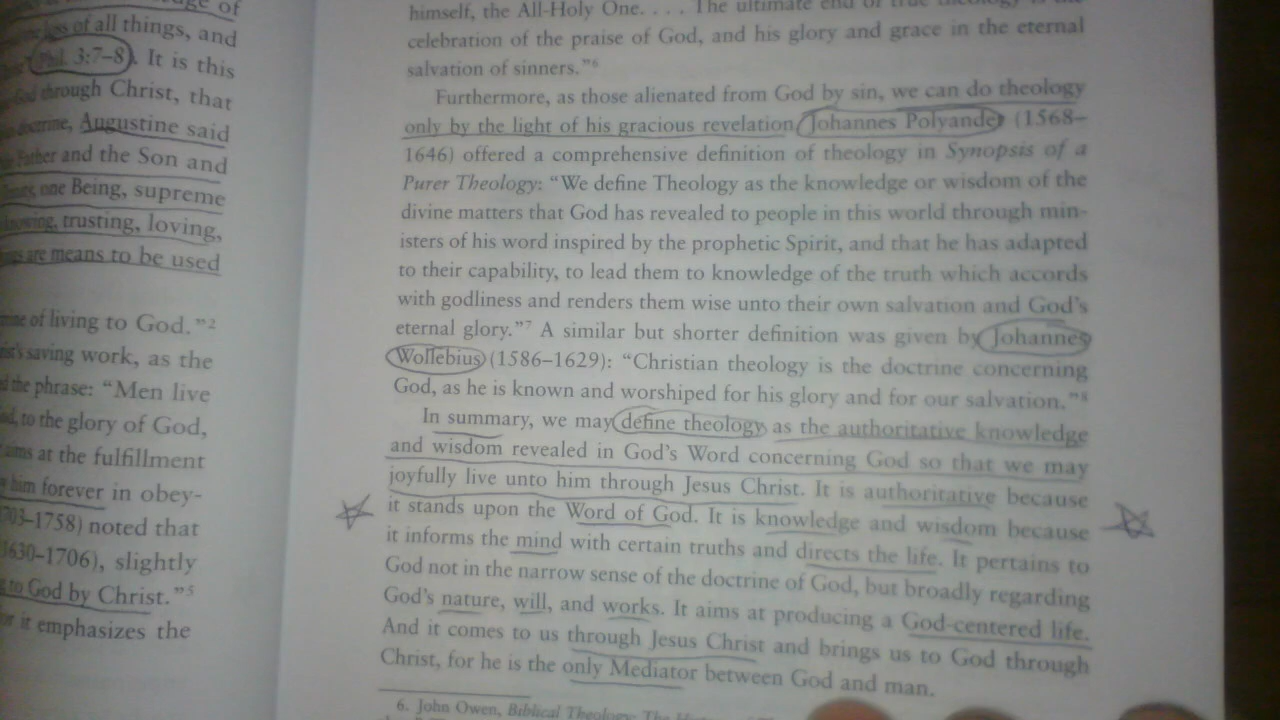 of
loss of all things, and
Phil. 3:7–8). It is this
through Christ, that
doctrine, Augustine said
Father and the Son and
one Being, supreme
knowing, trusting, loving,
are means to be used
of living to God.”2
saving work, as the
the phrase: “Men live
to the glory of God,
aims at the fulfillment
him forever in obey-
1703–1758) noted that
1630–1706), slightly
to God by Christ.”5
it emphasizes the
himself, the All-Holy One. . . . The ultimate end of true theology is the
celebration of the praise of God, and his glory and grace in the eternal
salvation of sinners.”6
Furthermore, as those alienated from God by sin, we can do theology
only by the light of his gracious revelation. Johannes Polyander (1568–
1646) offered a comprehensive definition of theology in Synopsis of a
Purer Theology: “We define Theology as the knowledge or wisdom of the
divine matters that God has revealed to people in this world through min-
isters of his word inspired by the prophetic Spirit, and that he has adapted
to their capability, to lead them to knowledge of the truth which accords
with godliness and renders them wise unto their own salvation and God’s
eternal glory.”7 A similar but shorter definition was given by Johannes
Wollebius (1586–1629): “Christian theology is the doctrine concerning
God, as he is known and worshiped for his glory and for our salvation.”8
In summary, we may define theology as the authoritative knowledge
and wisdom revealed in God’s Word concerning God so that we may
joyfully live unto him through Jesus Christ. It is authoritative because
it stands upon the Word of God. It is knowledge and wisdom because
it informs the mind with certain truths and directs the life. It pertains to
God not in the narrow sense of the doctrine of God, but broadly regarding
God’s nature, will, and works. It aims at producing a God-centered life.
And it comes to us through Jesus Christ and brings us to God through
Christ, for he is the only Mediator between God and man.
6. John Owen, Biblical Theology: The